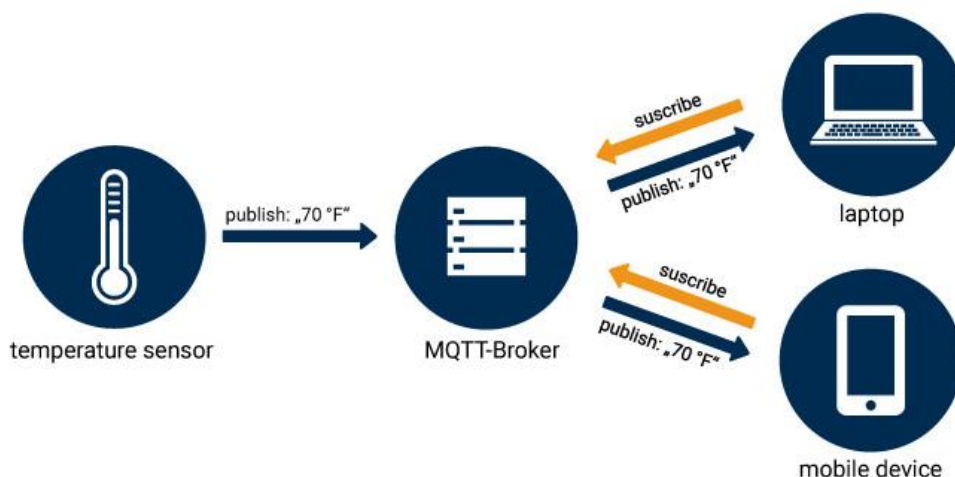 suscribe
publish: „70 °F“
laptop
publish: „70 °F“
temperature sensor
MQTT-Broker
suscribe
publish: „70 °F“
mobile device